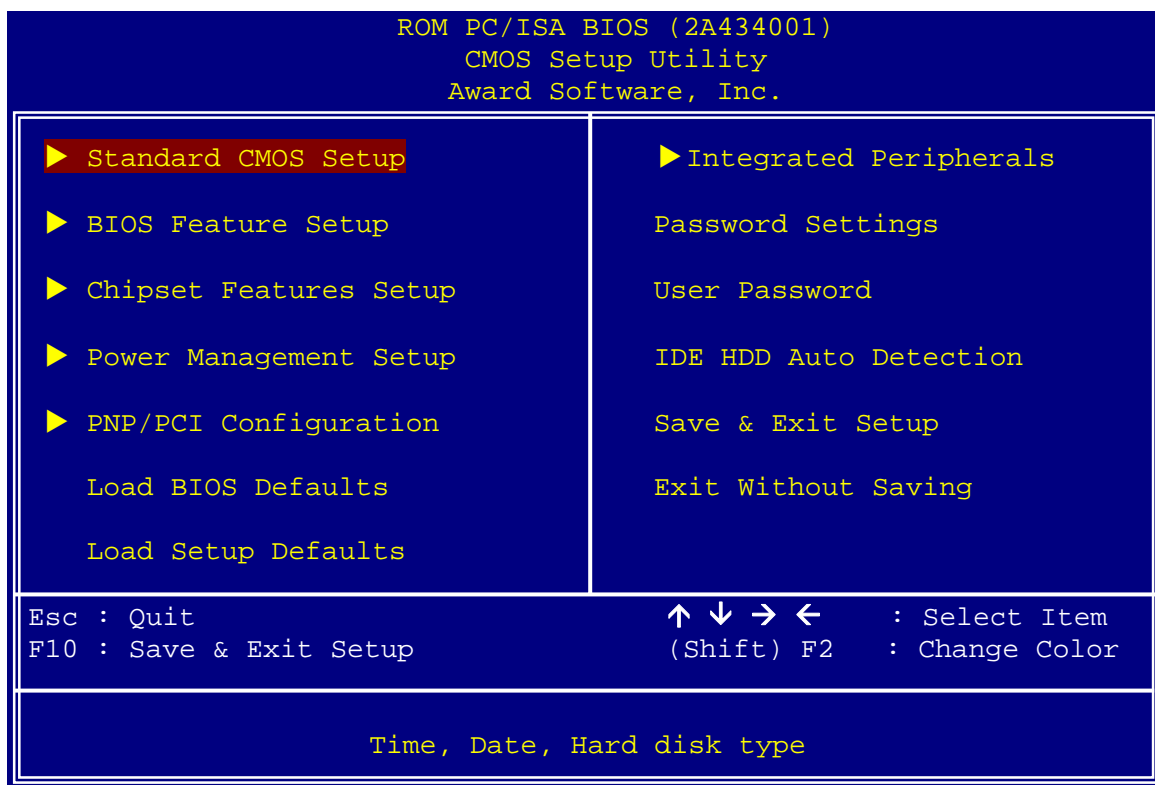 ROM PC/ISA BIOS (2A434001)
CMOS Setup Utility
Award Software, Inc.
▶ Standard CMOS Setup
▶ BIOS Feature Setup
▶ Chipset Features Setup
▶ Power Management Setup
▶ PNP/PCI Configuration
Load BIOS Defaults
Load Setup Defaults
▶ Integrated Peripherals
Password Settings
User Password
IDE HDD Auto Detection
Save & Exit Setup
Exit Without Saving
Esc : Quit
F10 : Save & Exit Setup
↑ ↓ → ← : Select Item
(Shift) F2 : Change Color
Time, Date, Hard disk type